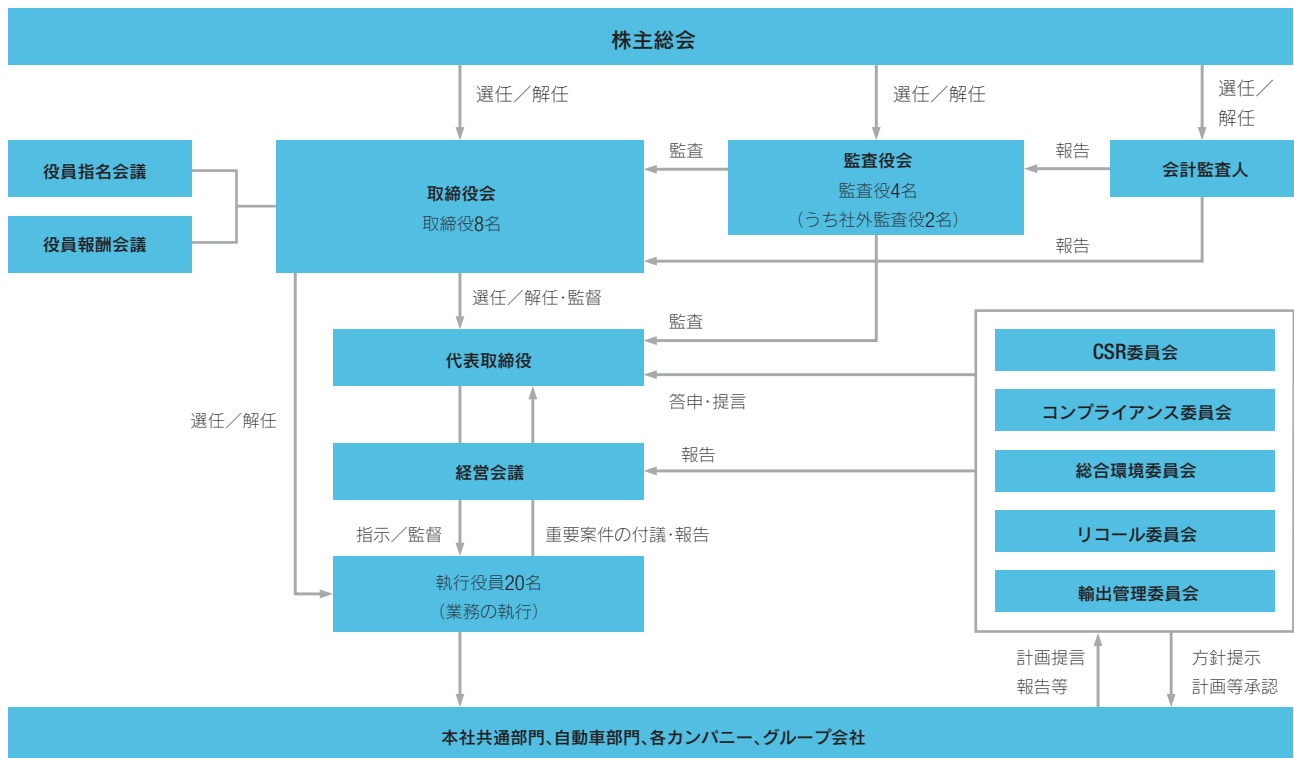 株主総会
選任／解任
選任／解任
選任／
解任
役員指名会議
役員報酬会議
取締役会
取締役8名
監査
監査役会
監査役4名
（うち社外監査役2名）
報告
会計監査人
報告
選任／解任・監督
監査
代表取締役
答申・提言
選任／解任
経営会議
報告
指示／監督
重要案件の付議・報告
執行役員20名
（業務の執行）
CSR委員会
コンプライアンス委員会
総合環境委員会
リコール委員会
輸出管理委員会
計画提言
報告等
方針提示
計画等承認
本社共通部門、自動車部門、各カンパニー、グループ会社